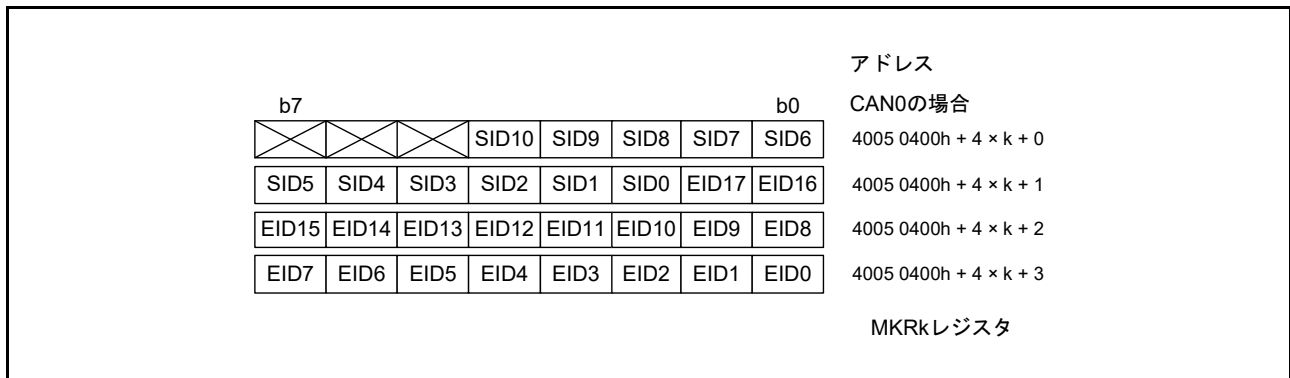 アドレス
b7 b0 CAN0の場合
SID10 SID9 SID8 SID7 SID6 4005 0400h + 4 × k + 0
SID5 SID4 SID3 SID2 SID1 SID0 EID17 EID16 4005 0400h + 4 × k + 1
EID15 EID14 EID13 EID12 EID11 EID10 EID9 EID8 4005 0400h + 4 × k + 2
EID7 EID6 EID5 EID4 EID3 EID2 EID1 EID0 4005 0400h + 4 × k + 3
MKRkレジスタ